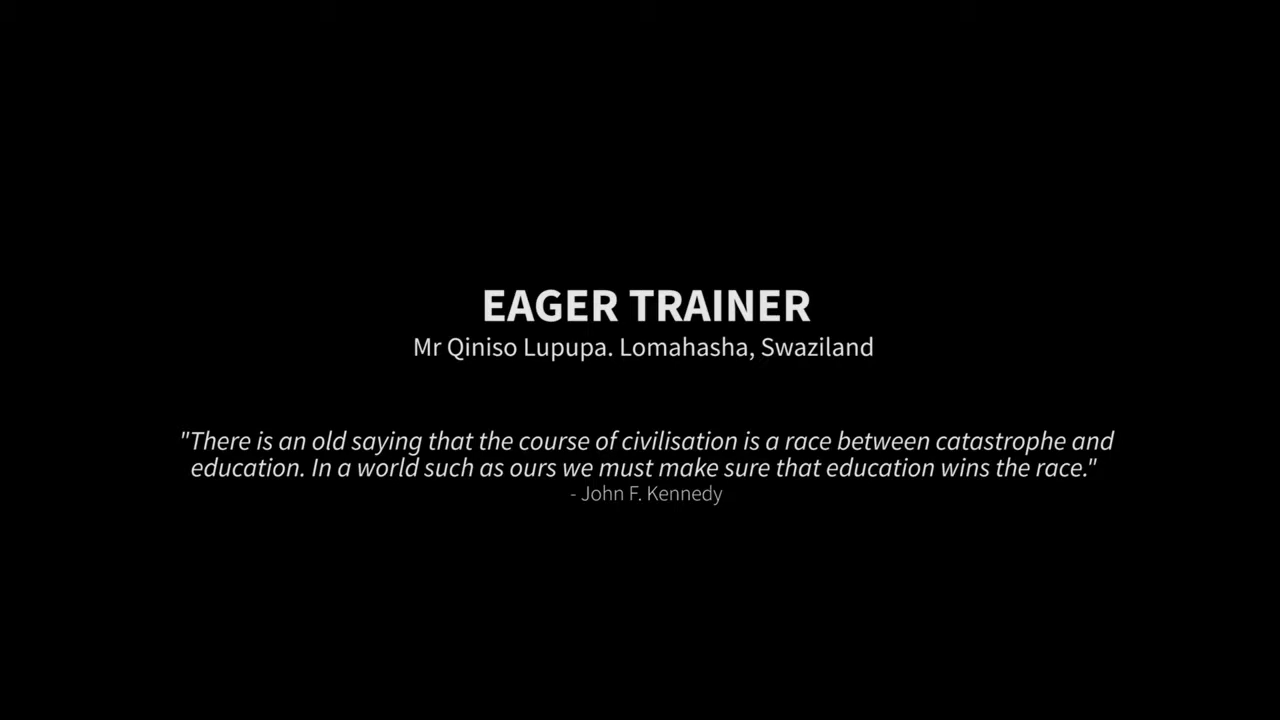 EAGER TRAINER
Mr Qiniso Lupupa. Lomahasha, Swaziland
"There is an old saying that the course of civilisation is a race between catastrophe and
education. In a world such as ours we must make sure that education wins the race."
- John F. Kennedy